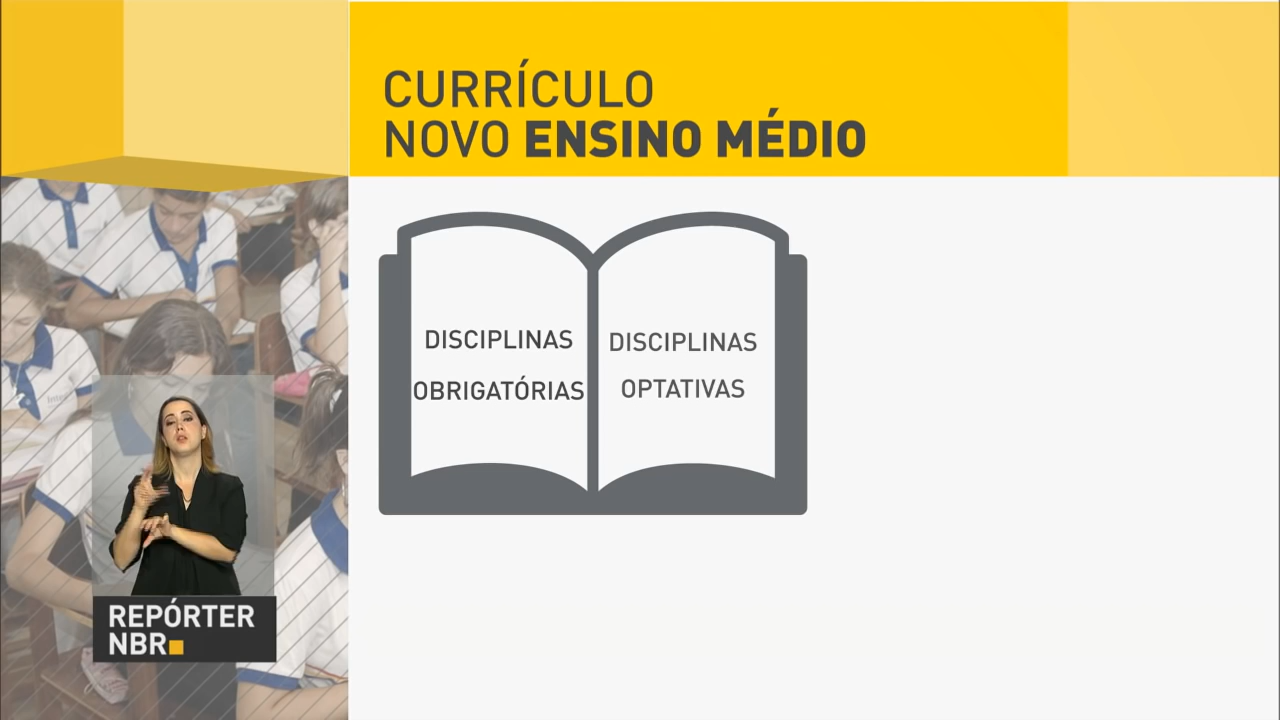 CURRÍCULO
NOVO ENSINO MÉDIO
DISCIPLINAS
OBRIGATÓRIAS
DISCIPLINAS
OPTATIVAS
REPÓRTER
NBR